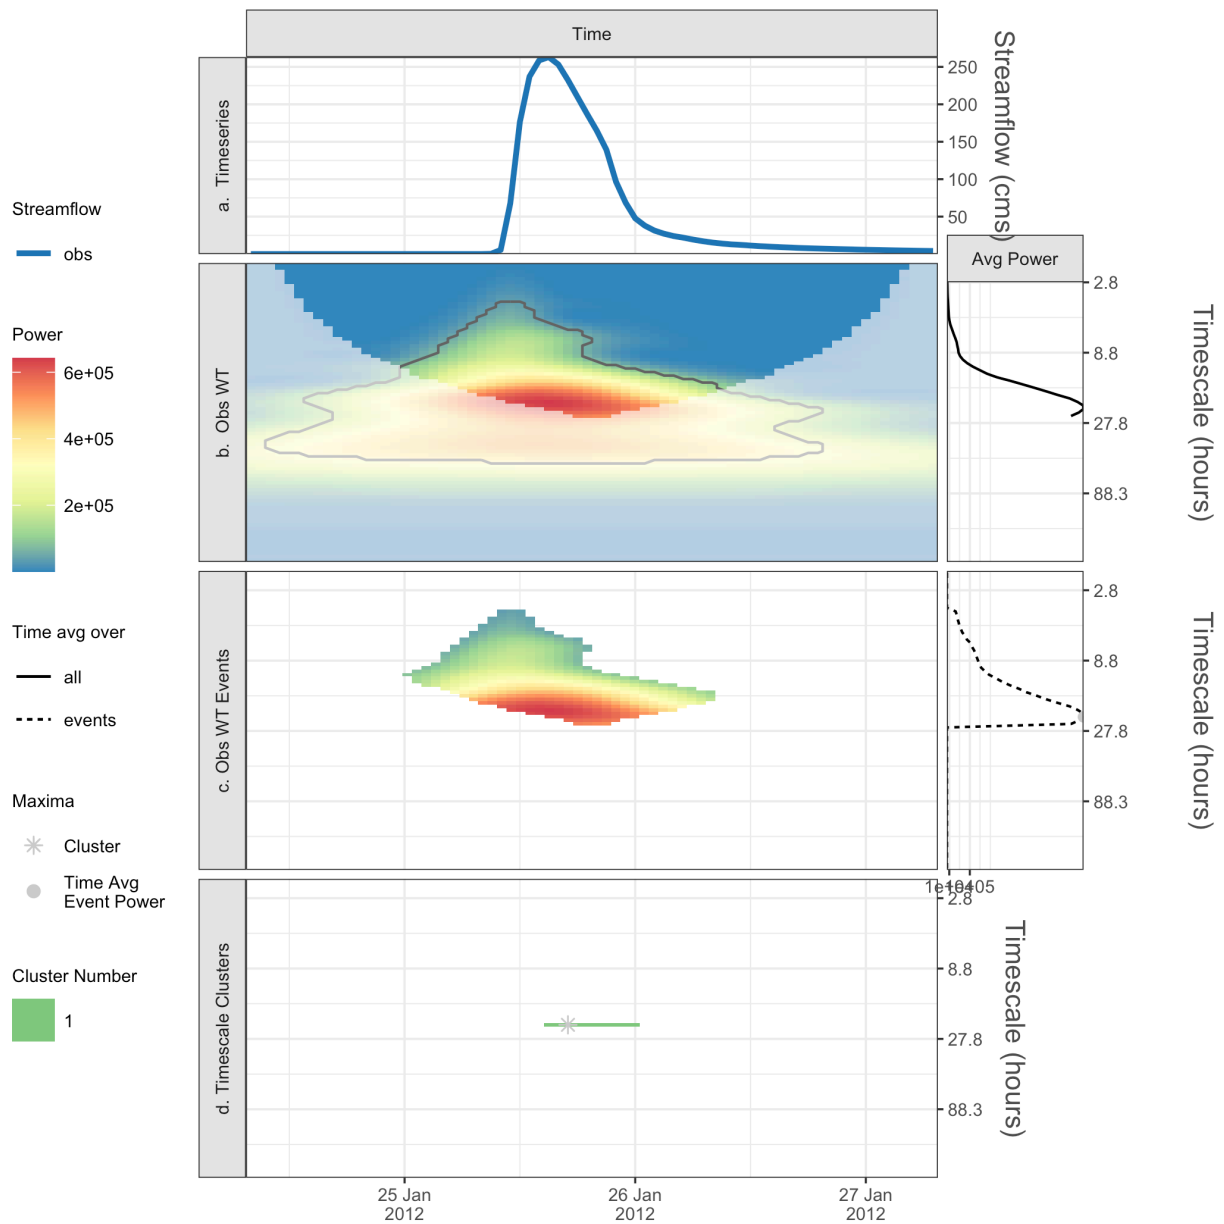 Time
a. Timeseries
250
200
150
100
50
Streamflow (cms)
Streamflow
obs
Power
6e+05
4e+05
2e+05
b. Obs WT
Avg Power
2.8
8.8
27.8
88.3
Timescale (hours)
Time avg over
all
events
c. Obs WT Events
2.8
8.8
27.8
88.3
Timescale (hours)
Maxima
Cluster
Time Avg
Event Power
Cluster Number
1
d. Timescale Clusters
2.8
8.8
27.8
88.3
Timescale (hours)
25 Jan
2012
26 Jan
2012
27 Jan
2012